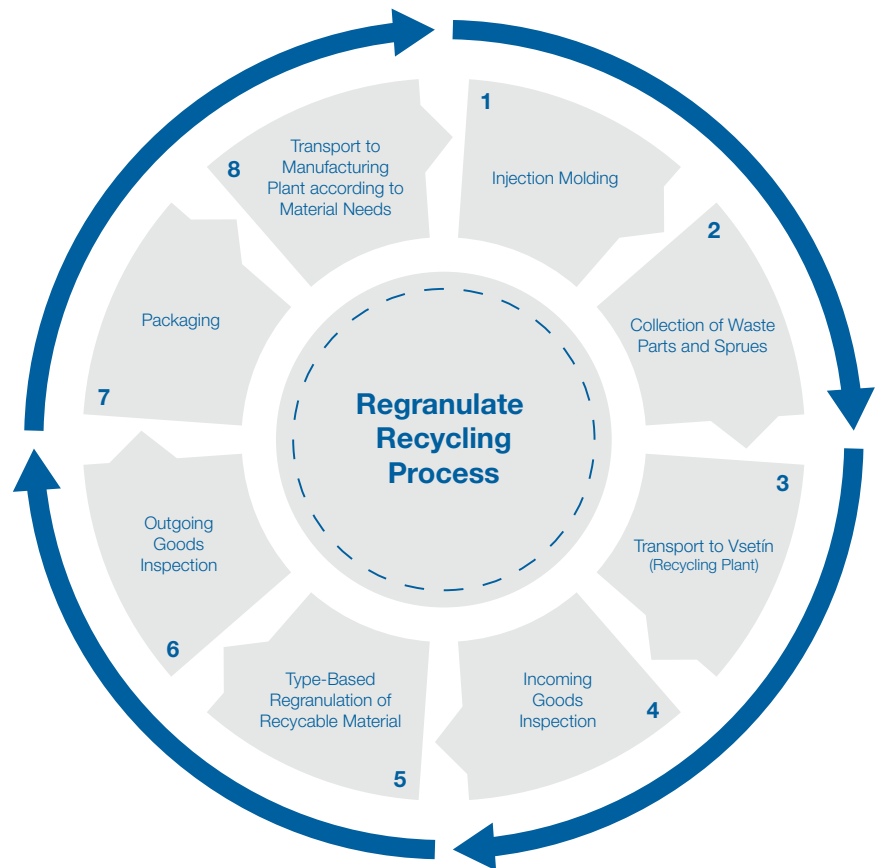 Regranulate
Recycling
Process
1
Injection Molding
2
Collection of Waste
Parts and Sprues
3
Transport to Vsetín
(Recycling Plant)
4
Incoming
Goods
Inspection
5
Type-Based
Regranulation of
Recycable Material
6
Outgoing
Goods
Inspection
7
Packaging
8
Transport to
Manufacturing
Plant according to
Material Needs